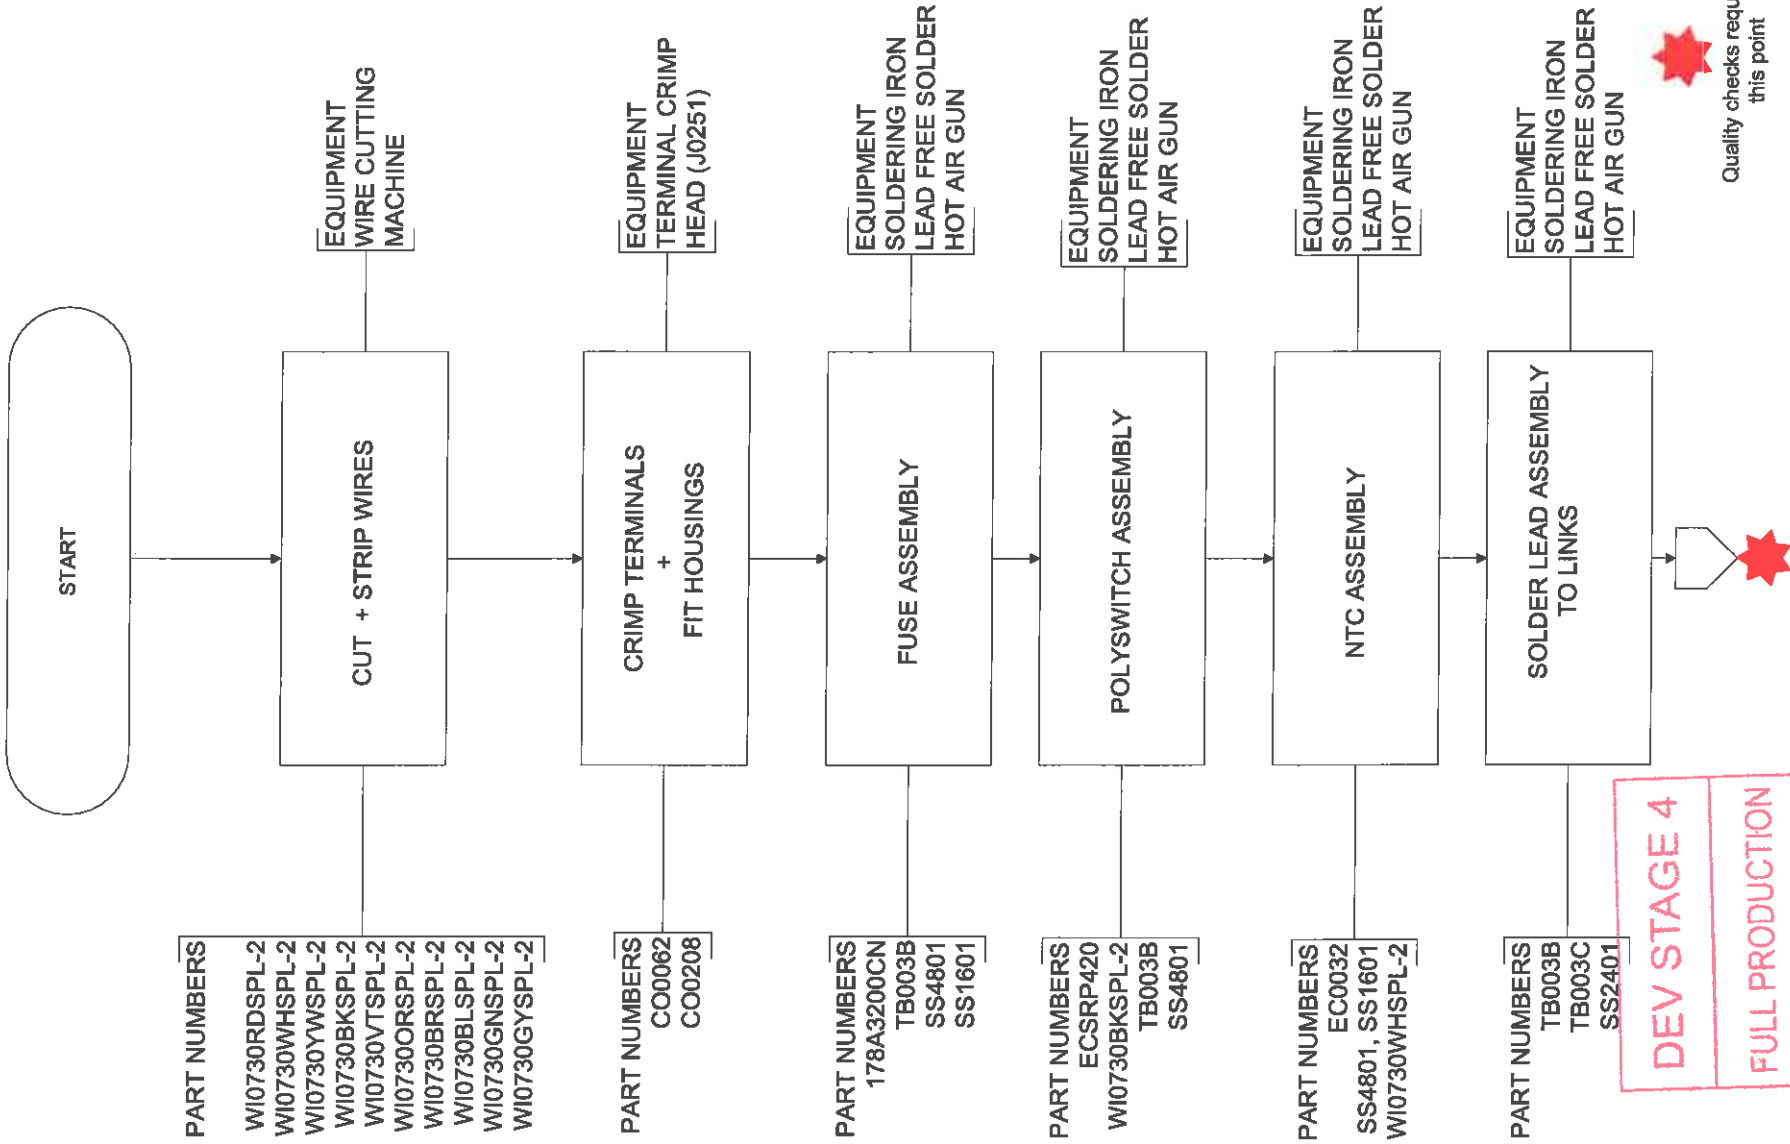 START
PART NUMBERS
WI0730RDSPL-2
WI0730WHSPL-2
WI0730YWSPL-2
WI0730BKSPL-2
WI0730VTSPL-2
WI0730ORSPL-2
WI0730BRSPL-2
WI0730BLSPL-2
WI0730GNSPL-2
WI0730GYSPL-2
CUT + STRIP WIRES
EQUIPMENT
WIRE CUTTING
MACHINE
PART NUMBERS
CO0062
CO0208
CRIMP TERMINALS
+
FIT HOUSINGS
EQUIPMENT
TERMINAL CRIMP
HEAD (J0251)
PART NUMBERS
178A3200CN
TB003B
SS4801
SS1601
FUSE ASSEMBLY
EQUIPMENT
SOLDERING IRON
LEAD FREE SOLDER
HOT AIR GUN
PART NUMBERS
ECSRP420
WI0730BKSPL-2
TB003B
SS4801
POLYSWITCH ASSEMBLY
EQUIPMENT
SOLDERING IRON
LEAD FREE SOLDER
HOT AIR GUN
PART NUMBERS
EC0032
SS4801, SS1601
WI0730WHSPL-2
NTC ASSEMBLY
EQUIPMENT
SOLDERING IRON
LEAD FREE SOLDER
HOT AIR GUN
PART NUMBERS
TB003B
TB003C
SS2401
SOLDER LEAD ASSEMBLY
TO LINKS
EQUIPMENT
SOLDERING IRON
LEAD FREE SOLDER
HOT AIR GUN
DEV STAGE 4
FULL PRODUCTION
Quality checks requ
this point